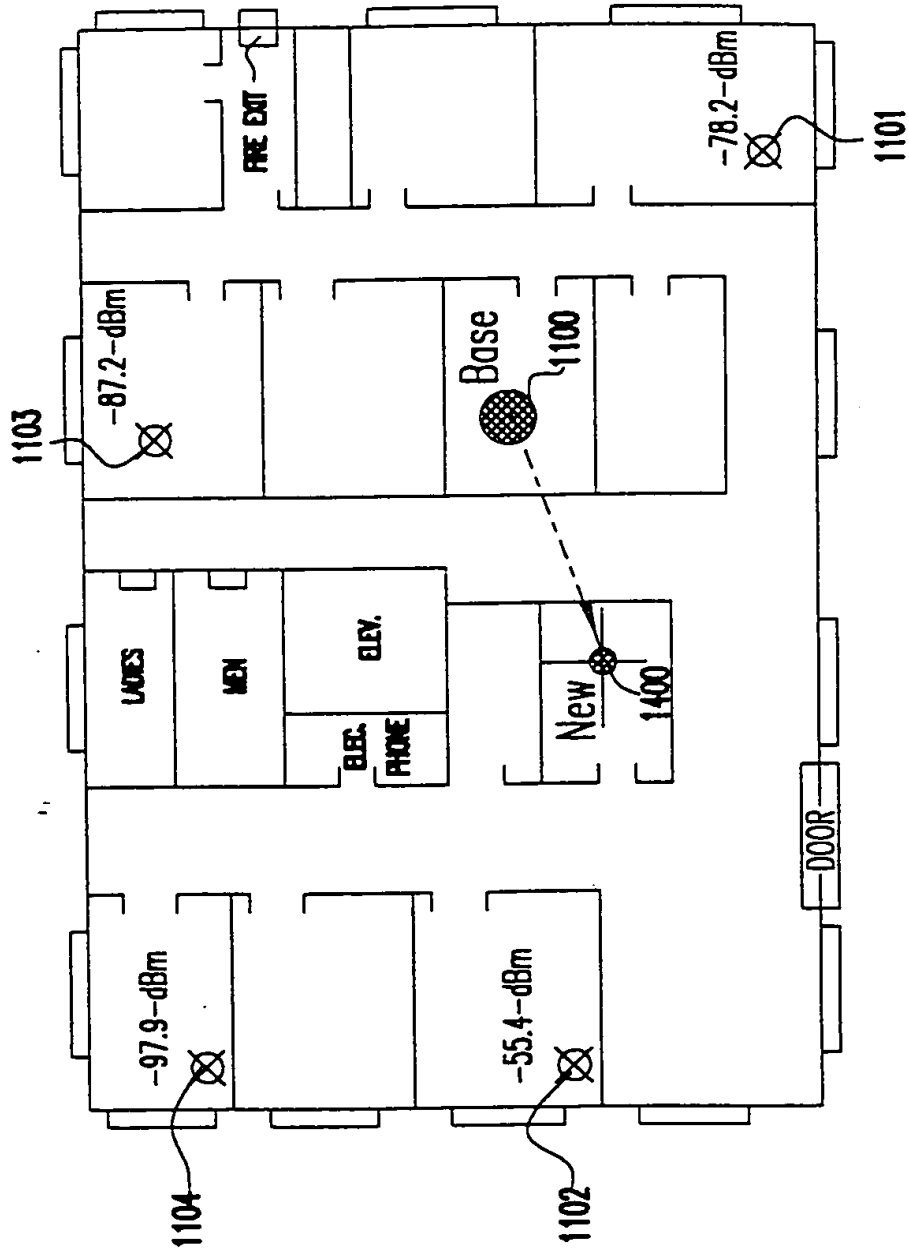 1103
-87.2-dBm
LADIES
-97.9-dBm
1104
MEN
FIRE EXIT
ELEC.
PHONE
ELEV.
Base
-55.4-dBm
1102
New
1100
1400
-78.2-dBm
DOOR
1101